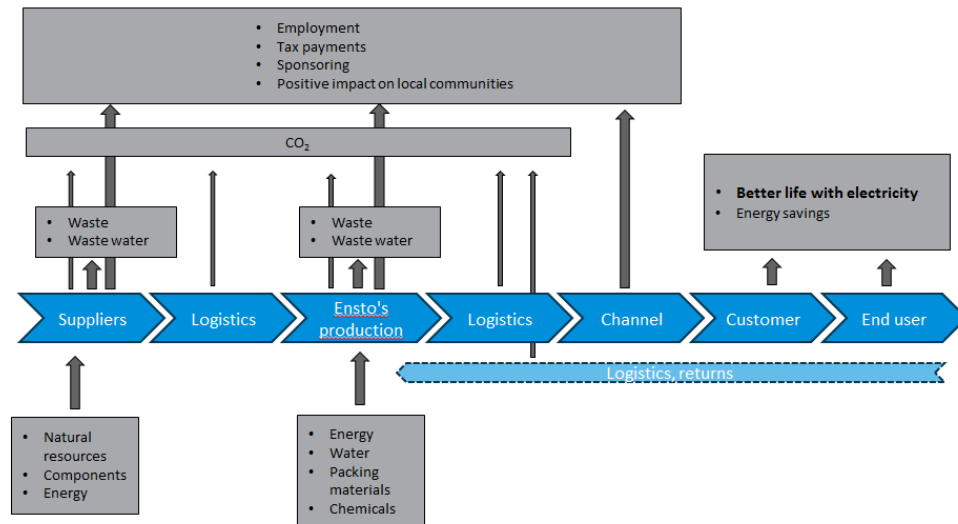 • Employment
• Tax payments
• Sponsoring
• Positive impact on local communities
CO₂
• Better life with electricity
• Energy savings
• Waste
• Waste water
• Waste
• Waste water
Suppliers
Logistics
Ensto's
production
Logistics
Channel
Customer
End user
Logistics, returns
• Natural
resources
• Components
• Energy
• Energy
• Water
• Packing
materials
• Chemicals